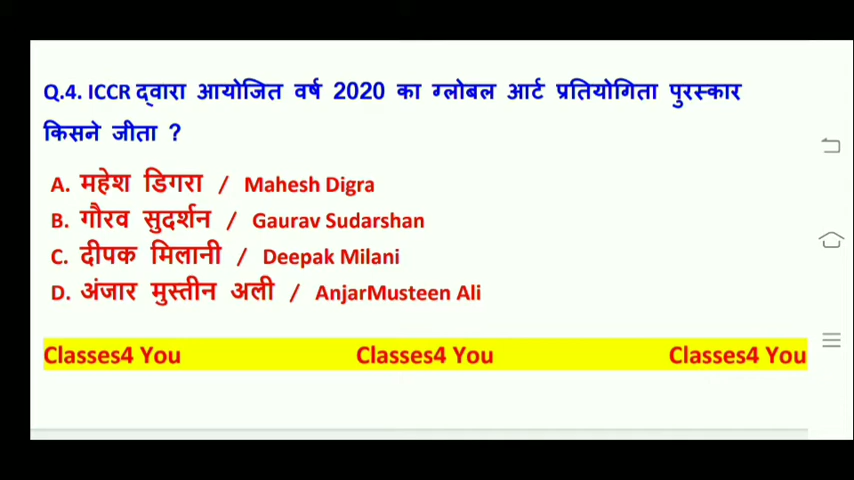 Q.4. ICCR द्वारा आयोजित वर्ष 2020 का ग्लोबल आर्ट प्रतियोगिता पुरस्कार
किसने जीता ?
A. महेश डिगरा / Mahesh Digra
B. गौरव सुदर्शन / Gaurav Sudarshan
C. दीपक मिलानी / Deepak Milani
D. अंजार मुस्तीन अली / AnjarMusteen Ali
Classes4 You Classes4 You Classes4 You